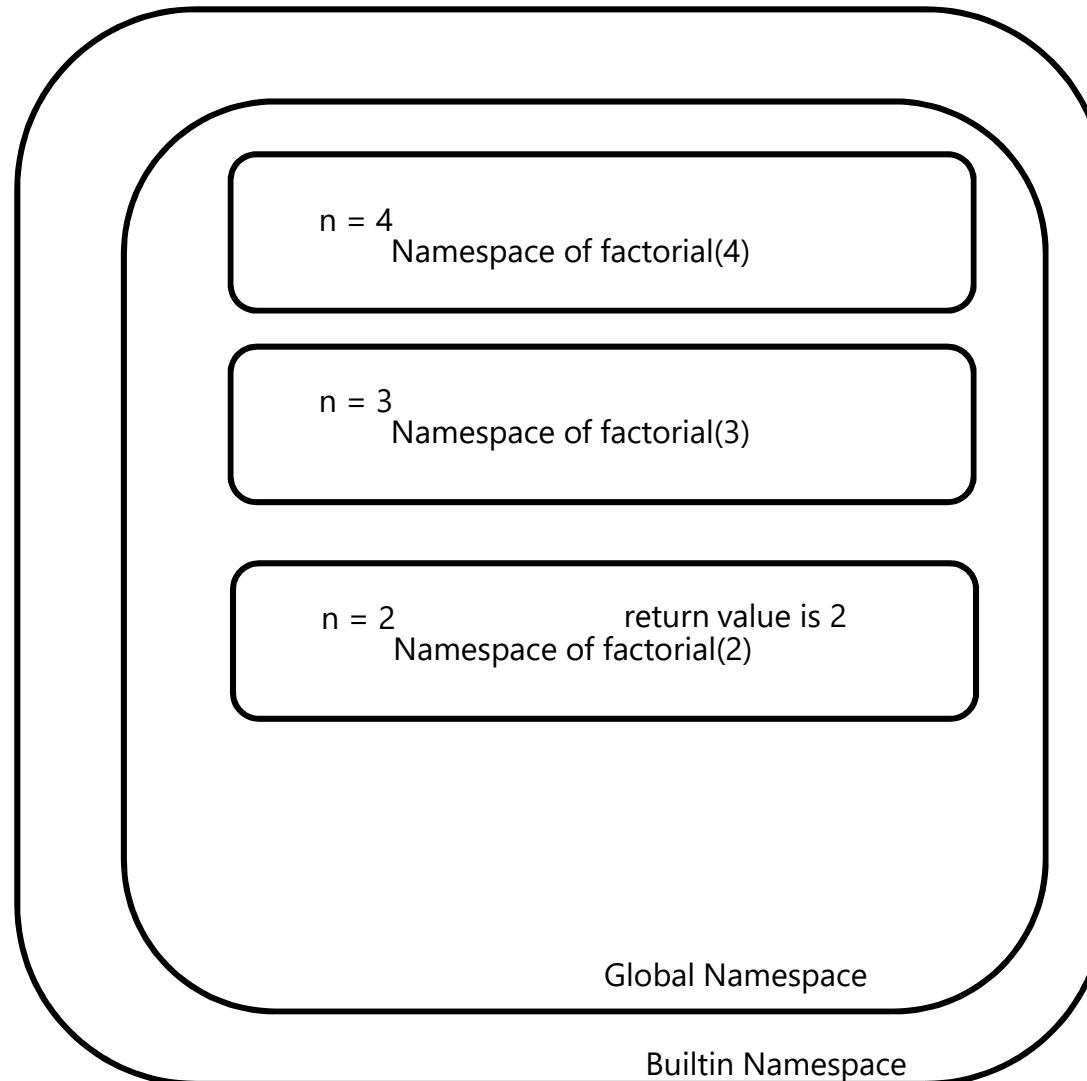 n = 4
Namespace of factorial(4)
n = 3
Namespace of factorial(3)
n = 2 return value is 2
Namespace of factorial(2)
Global Namespace
Builtin Namespace